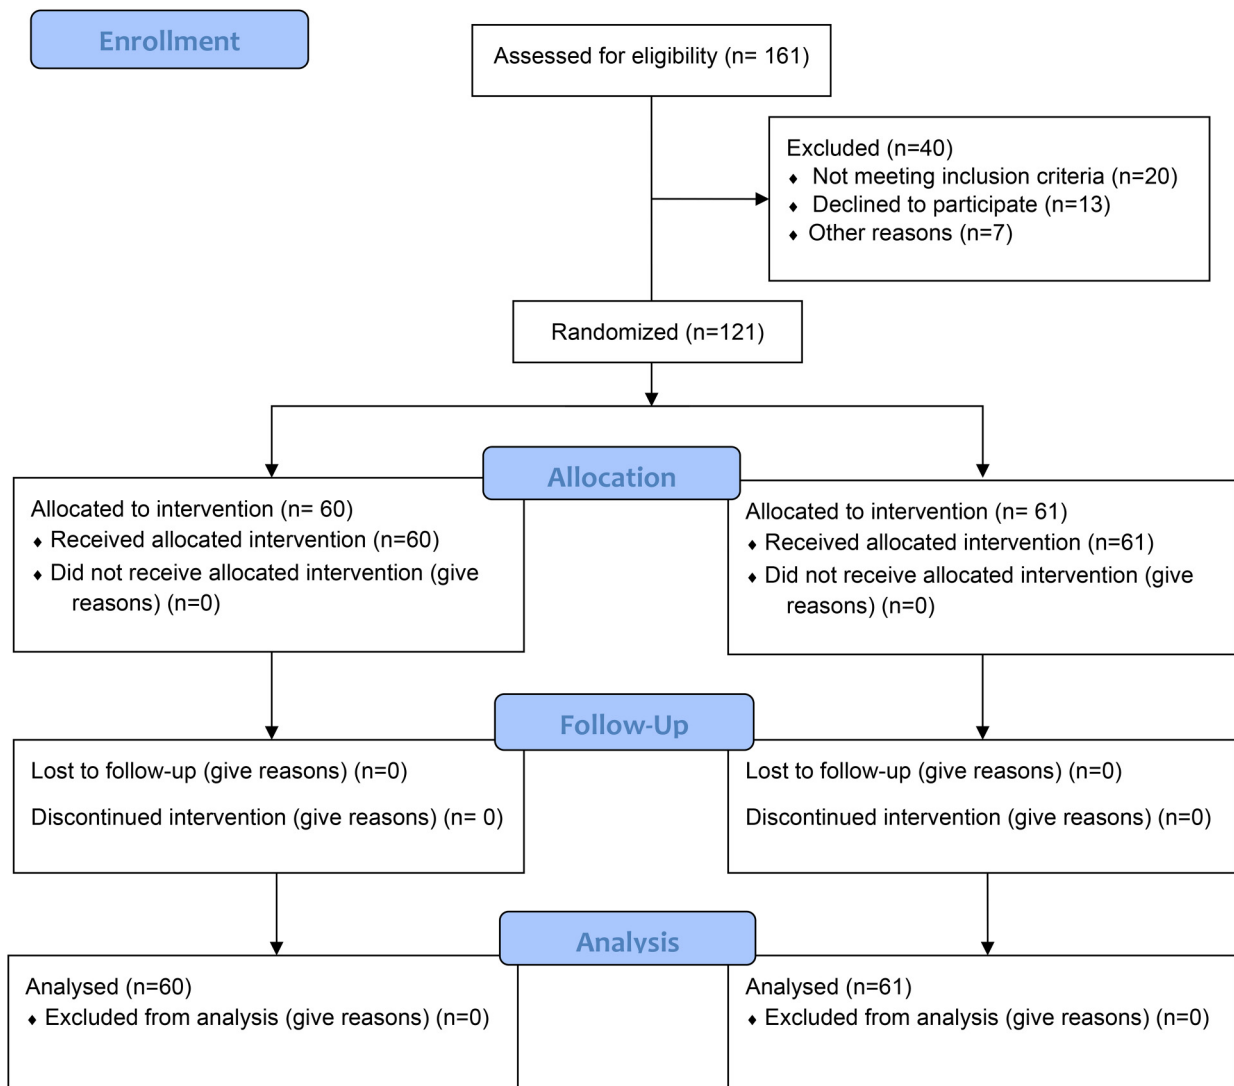 Enrollment
Assessed for eligibility (n= 161)
Excluded (n=40)
♦ Not meeting inclusion criteria (n=20)
♦ Declined to participate (n=13)
♦ Other reasons (n=7)
Randomized (n=121)
Allocation
Allocated to intervention (n= 60)
♦ Received allocated intervention (n=60)
♦ Did not receive allocated intervention (give
reasons) (n=0)
Allocated to intervention (n= 61)
♦ Received allocated intervention (n=61)
♦ Did not receive allocated intervention (give
reasons) (n=0)
Follow-Up
Lost to follow-up (give reasons) (n=0)
Discontinued intervention (give reasons) (n= 0)
Lost to follow-up (give reasons) (n=0)
Discontinued intervention (give reasons) (n=0)
Analysis
Analysed (n=60)
♦ Excluded from analysis (give reasons) (n=0)
Analysed (n=61)
♦ Excluded from analysis (give reasons) (n=0)